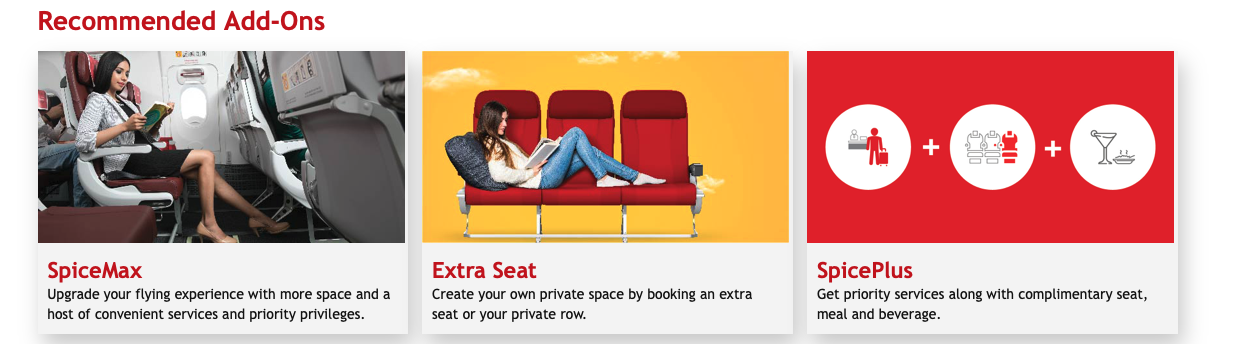 Recommended Add-Ons
SpiceMax
Upgrade your flying experience with more space and a
host of convenient services and priority privileges.
Extra Seat
Create your own private space by booking an extra
seat or your private row.
SpicePlus
Get priority services along with complimentary seat,
meal and beverage.